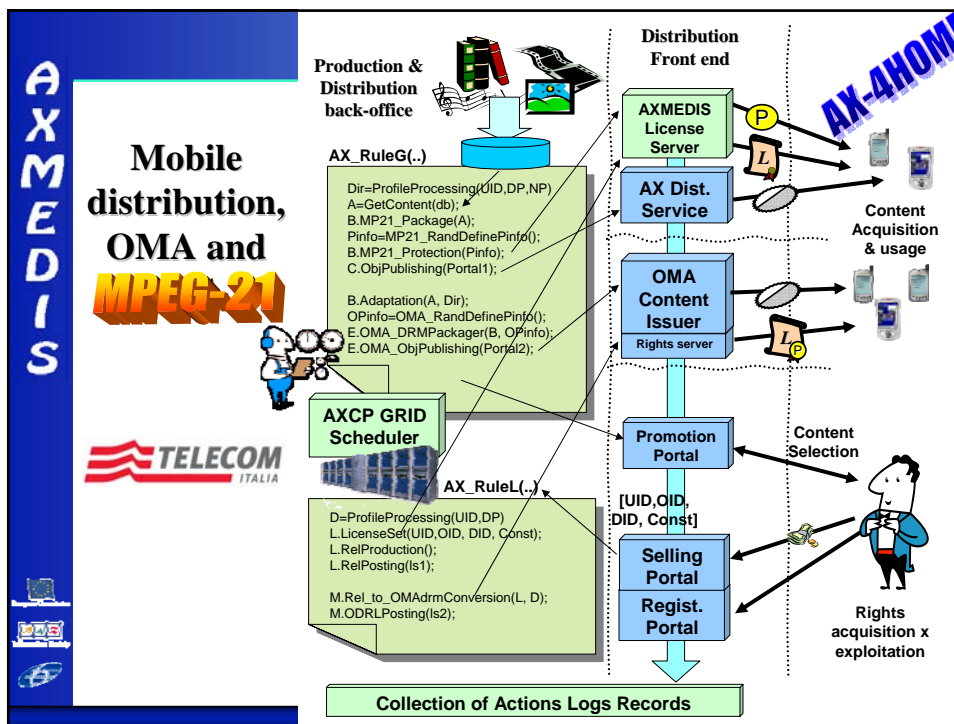 AXMEDIS
Mobile
distribution,
OMA and
MPEG-21
TELECOM
ITALIA
Production &
Distribution
back-office
Distribution
Front end
AX-4HOME
AX_RuleG(..)
Dir=ProfileProcessing(UID,DP,NP)
A=GetContent(db)
B.MP21_Package(A)
Pinfo=MP21_RandDefinePinfo();
B.MP21_Protection(Pinfo);
C.ObjPublishing(Portal1);
B.Adaptation(A, Dir);
OPinfo=OMA_RandDefinePinfo();
E.OMA_DRMPackager(B, OPinfo);
E.OMA_ObjPublishing(Portal2);
AXCP GRID
Scheduler
AX_RuleL(..)
D=ProfileProcessing(UID,DP)
L.LicenseSet(UID,OID, DID, Const);
L.RelProduction();
L.RelPosting(ls1);
M.Rel_to_OMAdrmConversion(L, D);
M.ODRLPosting(ls2);
AXMEDIS
License
Server
P
L
AX Dist.
Service
Content
Acquisition
& usage
OMA
Content
Issuer
Rights server
L
P
Promotion
Portal
Content
Selection
[UID,OID,
DID, Const]
Selling
Portal
Regist.
Portal
Rights
acquisition x
exploitation
Collection of Actions Logs Records